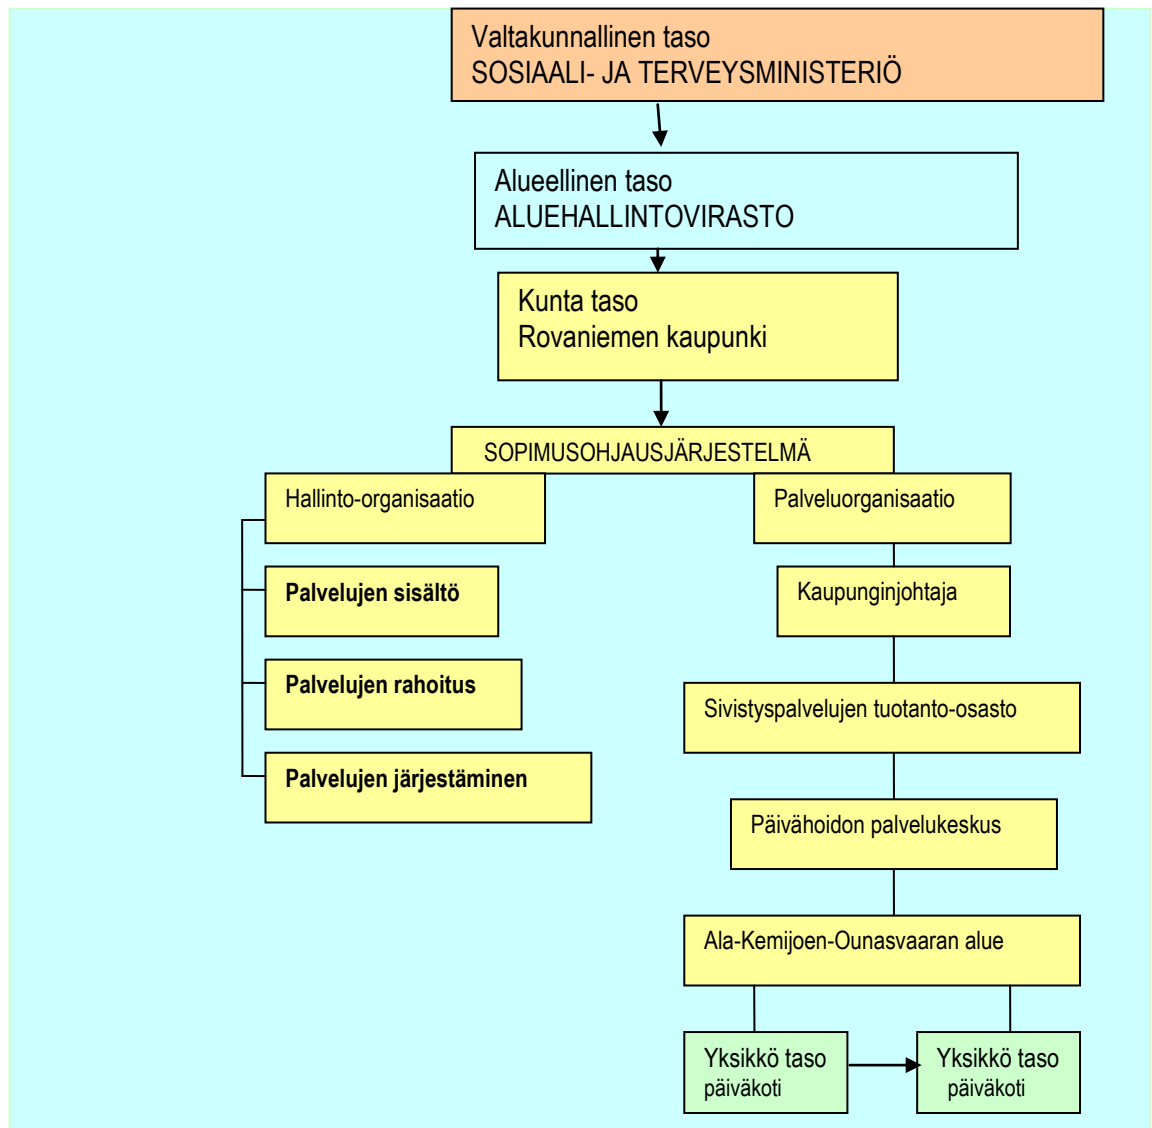 Valtakunnallinen taso
SOSIAALI- JA TERVEYSMINISTERIÖ
Alueellinen taso
ALUEHALLINTOVIRASTO
Kunta taso
Rovaniemen kaupunki
SOPIMUSOHJAUSJÄRJESTELMÄ
Hallinto-organisaatio
Palvelujen sisältö
Palvelujen rahoitus
Palvelujen järjestäminen
Palveluorganisaatio
Kaupunginjohtaja
Sivistyspalvelujen tuotanto-osasto
Päivähoidon palvelukeskus
Ala-Kemijoen-Ounasvaaran alue
Yksikkö taso
päiväkoti
Yksikkö taso
päiväkoti